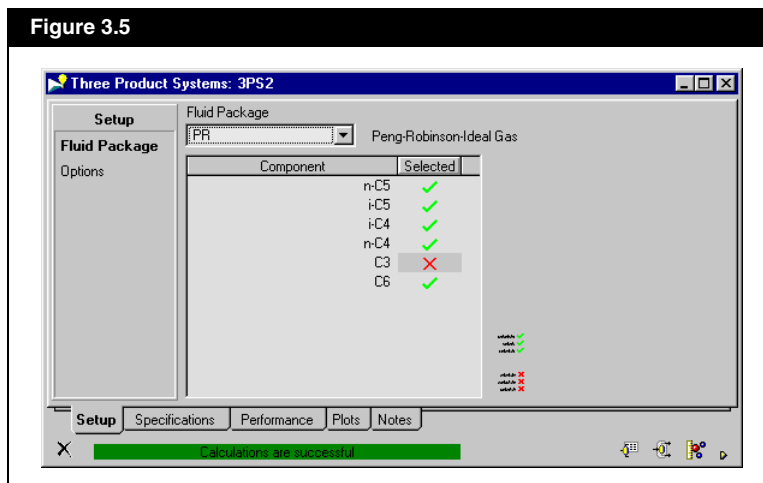 Figure 3.5
Three Product Systems: 3PS2
Setup
Fluid Package
Options
Fluid Package
PR
Peng-Robinson-Ideal Gas
Component Selected
n-C5
i-C5
i-C4
n-C4
C3
C6
Setup Specifications Performance Plots Notes
Calculations are successful